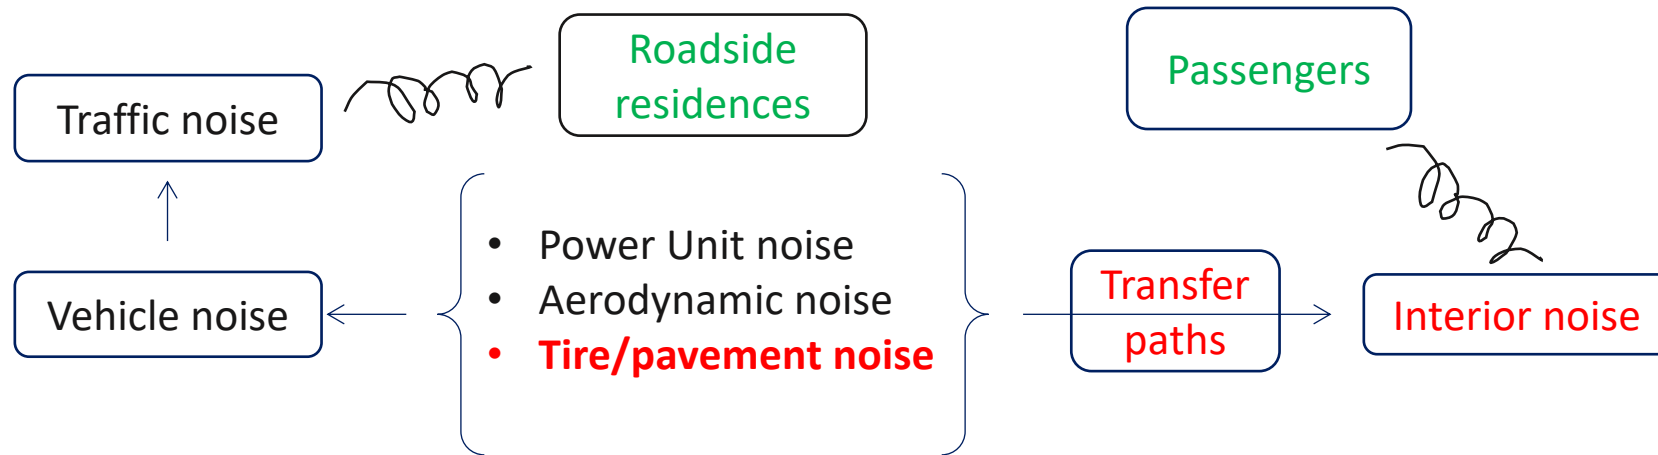 Roadside
residences
Passengers
Traffic noise
• Power Unit noise
• Aerodynamic noise
• Tire/pavement noise
Vehicle noise
Transfer
paths
Interior noise